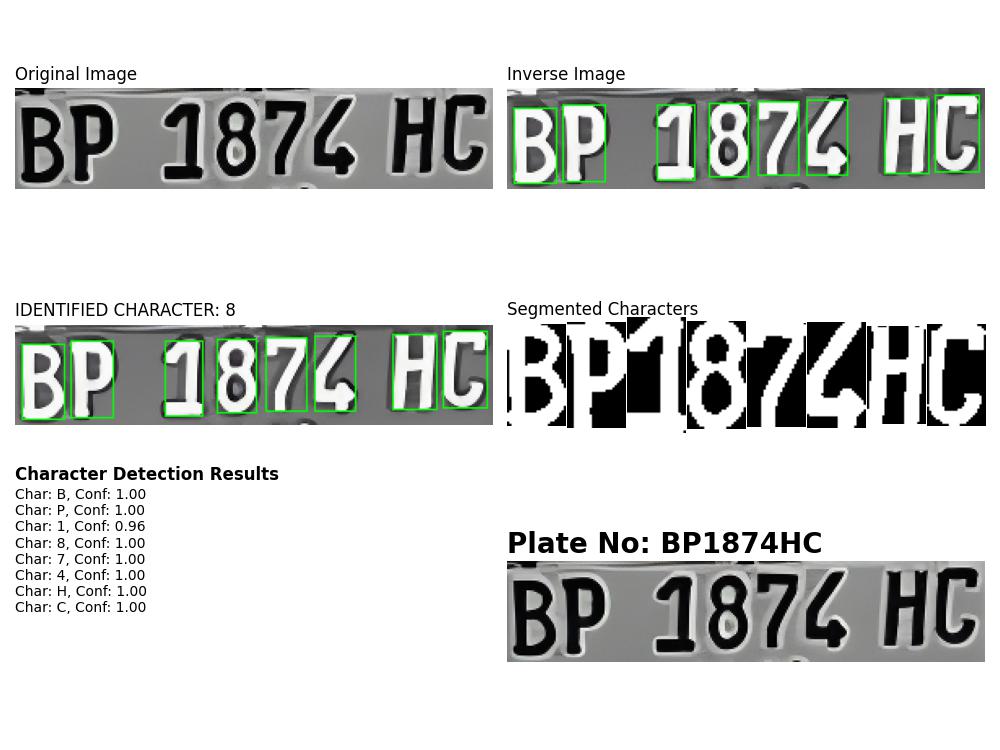 Original Image
BP 1874 HC
Inverse Image
BP 1874 HC
IDENTIFIED CHARACTER: 8
BP 1874 HC
Segmented Characters
BP1874HC
Character Detection Results
Char: B, Conf: 1.00
Char: P, Conf: 1.00
Char: 1, Conf: 0.96
Char: 8, Conf: 1.00
Char: 7, Conf: 1.00
Char: 4, Conf: 1.00
Char: H, Conf: 1.00
Char: C, Conf: 1.00
Plate No: BP1874HC
BP 1874 HC